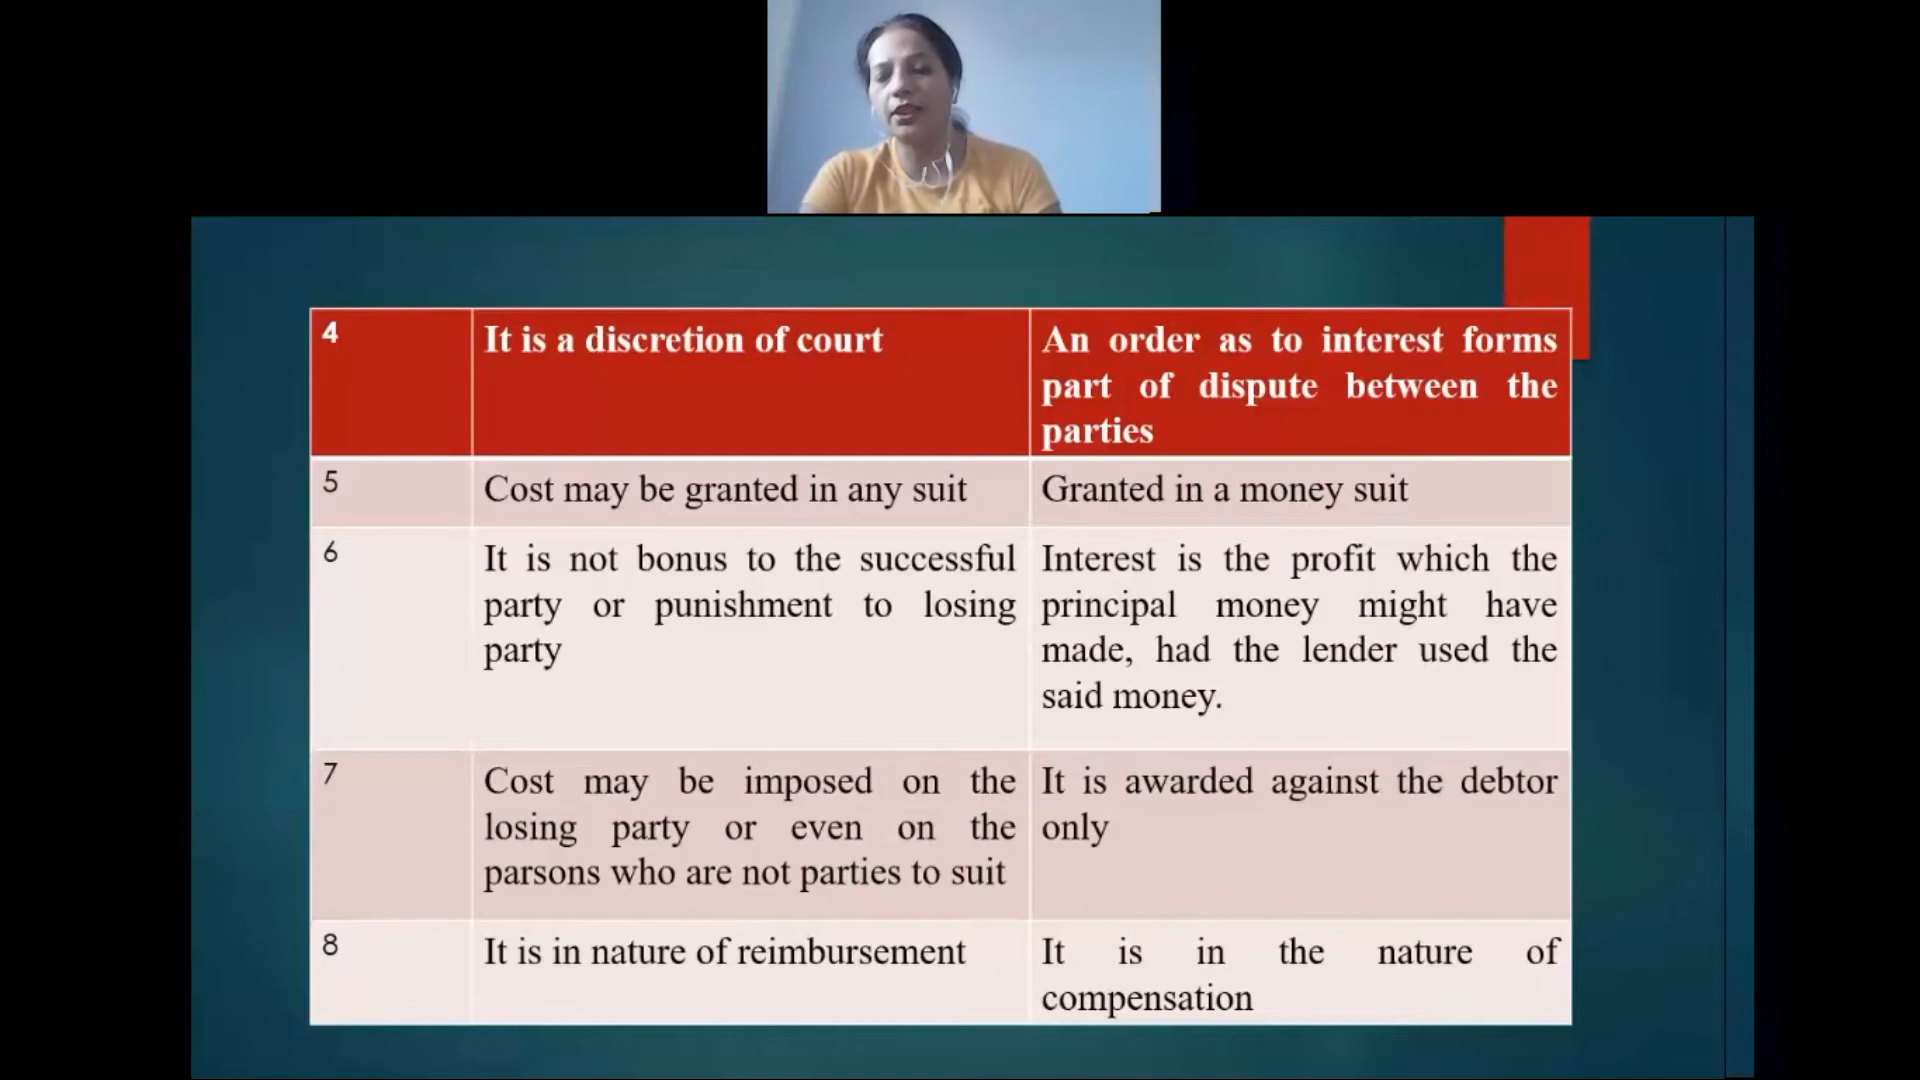 4
It is a discretion of court
An order as to interest forms
part of dispute between the
parties
5
Cost may be granted in any suit
Granted in a money suit
6
It is not bonus to the successful
party or punishment to losing
party
Interest is the profit which the
principal money might have
made, had the lender used the
said money.
7
Cost may be imposed on the
losing party or even on the
parsons who are not parties to suit
It is awarded against the debtor
only
8
It is in nature of reimbursement
It is in the nature of
compensation